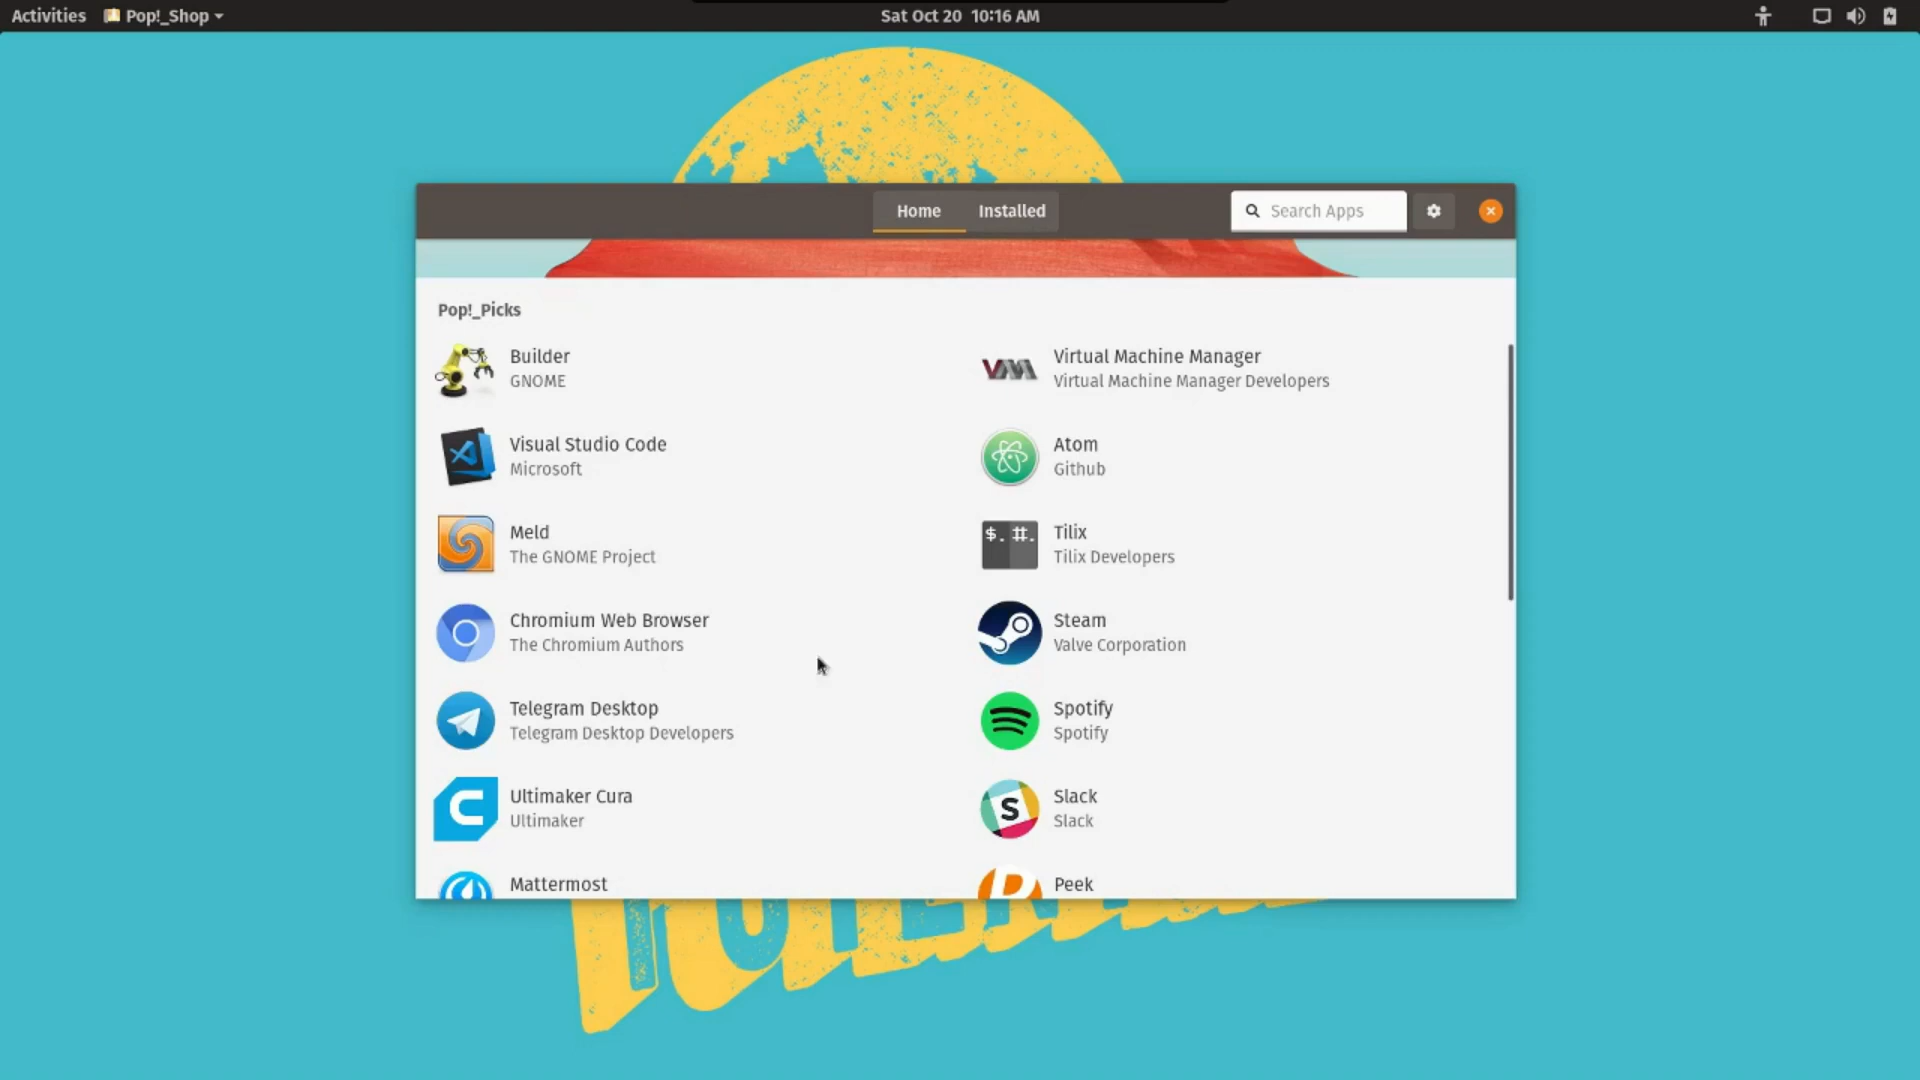 Activities
Pop!_Shop
Sat Oct 20 10:16 AM
Home
Installed
Search Apps
Pop!_Picks
Builder
GNOME
VM
Virtual Machine Manager
Virtual Machine Manager Developers
Visual Studio Code
Microsoft
Atom
Github
Meld
The GNOME Project
$. #.
Tilix
Tilix Developers
Chromium Web Browser
The Chromium Authors
Steam
Valve Corporation
Telegram Desktop
Telegram Desktop Developers
Spotify
Spotify
C
Ultimaker Cura
Ultimaker
S
Slack
Slack
Mattermost
Peek